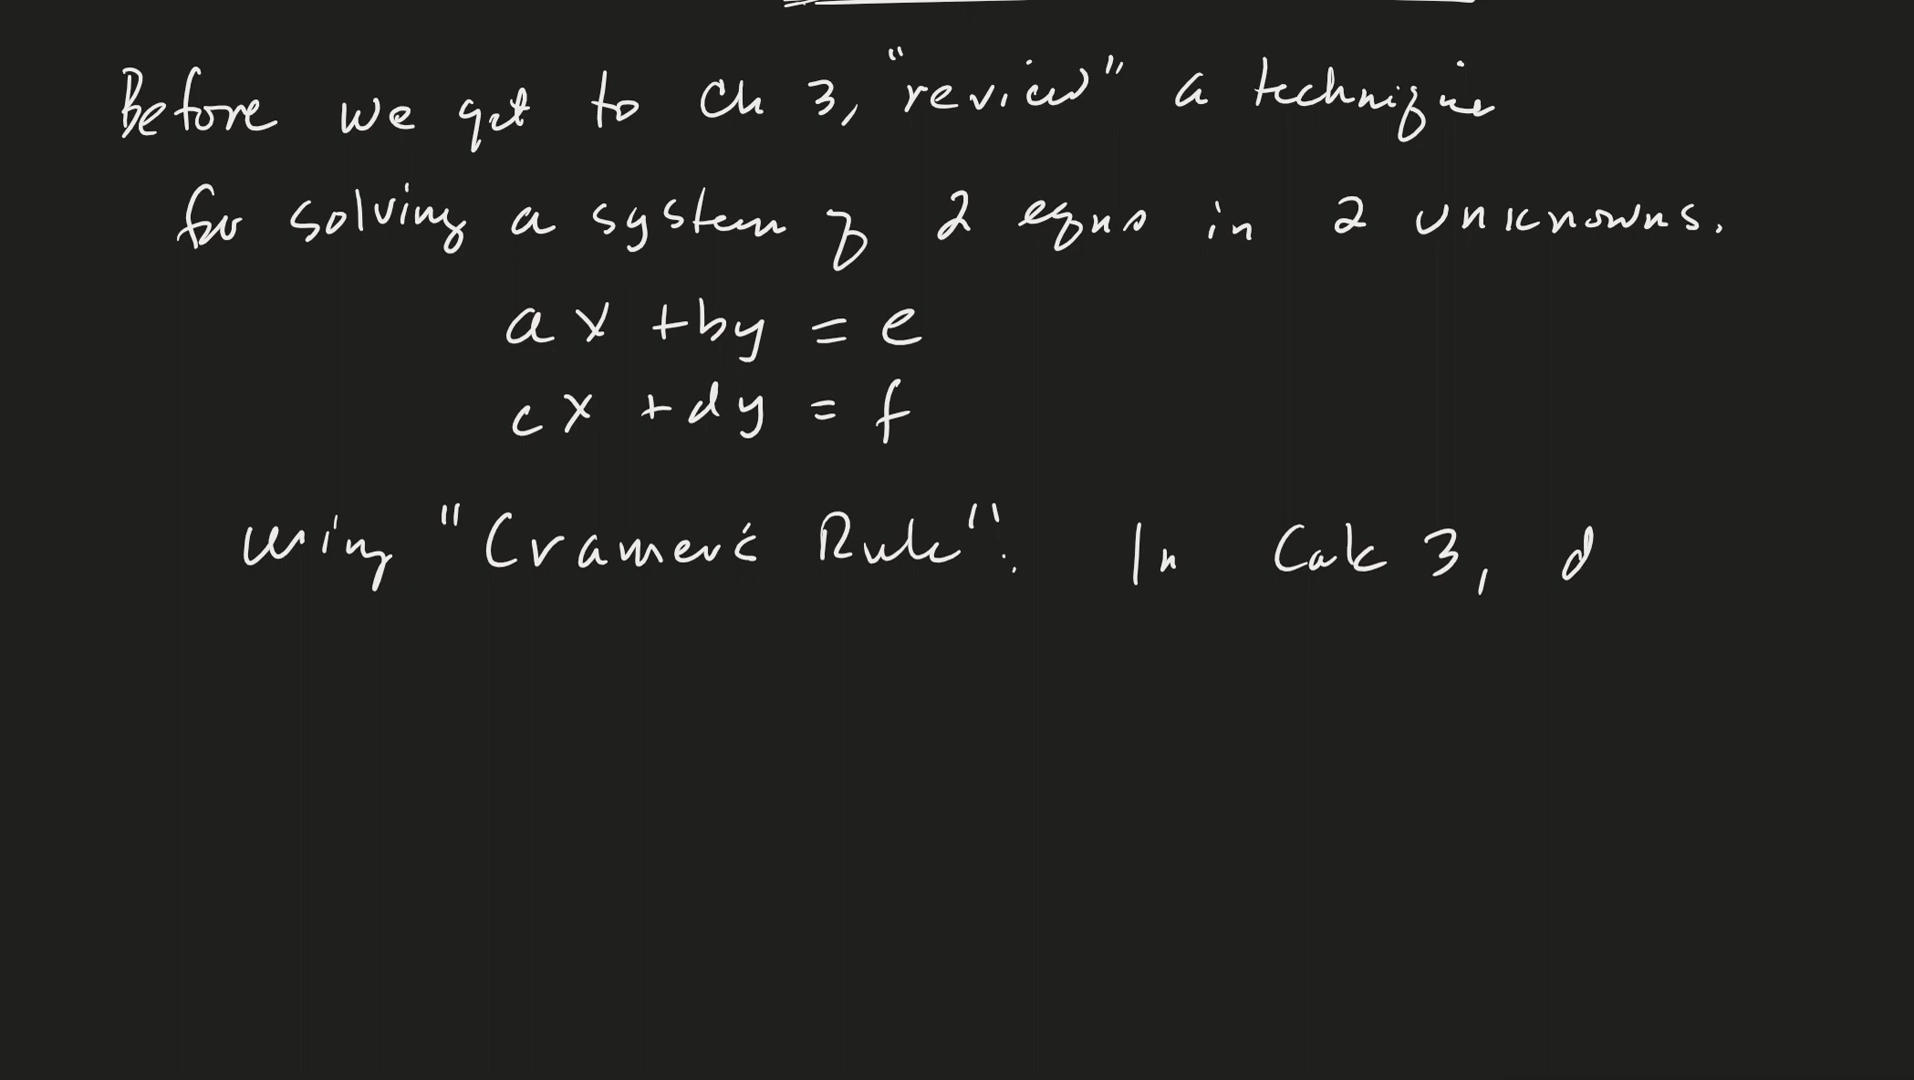 Before we get to Ch 3, "review" a technique
for solving a system of 2 eqns in 2 unknowns.
ax + by = e
cx + dy = f
using "Cramer's Rule". In Calc 3, d